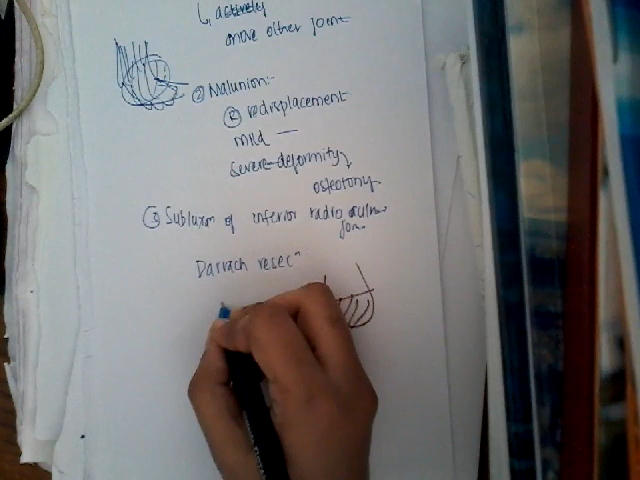 ↳ actively
move other joint
② Malunion:-
Ⓡ redisplacement
mild —
severe deformity
osteotomy
③ Subluxn of inferior radio ulnar
Join
Darrach resecⁿ